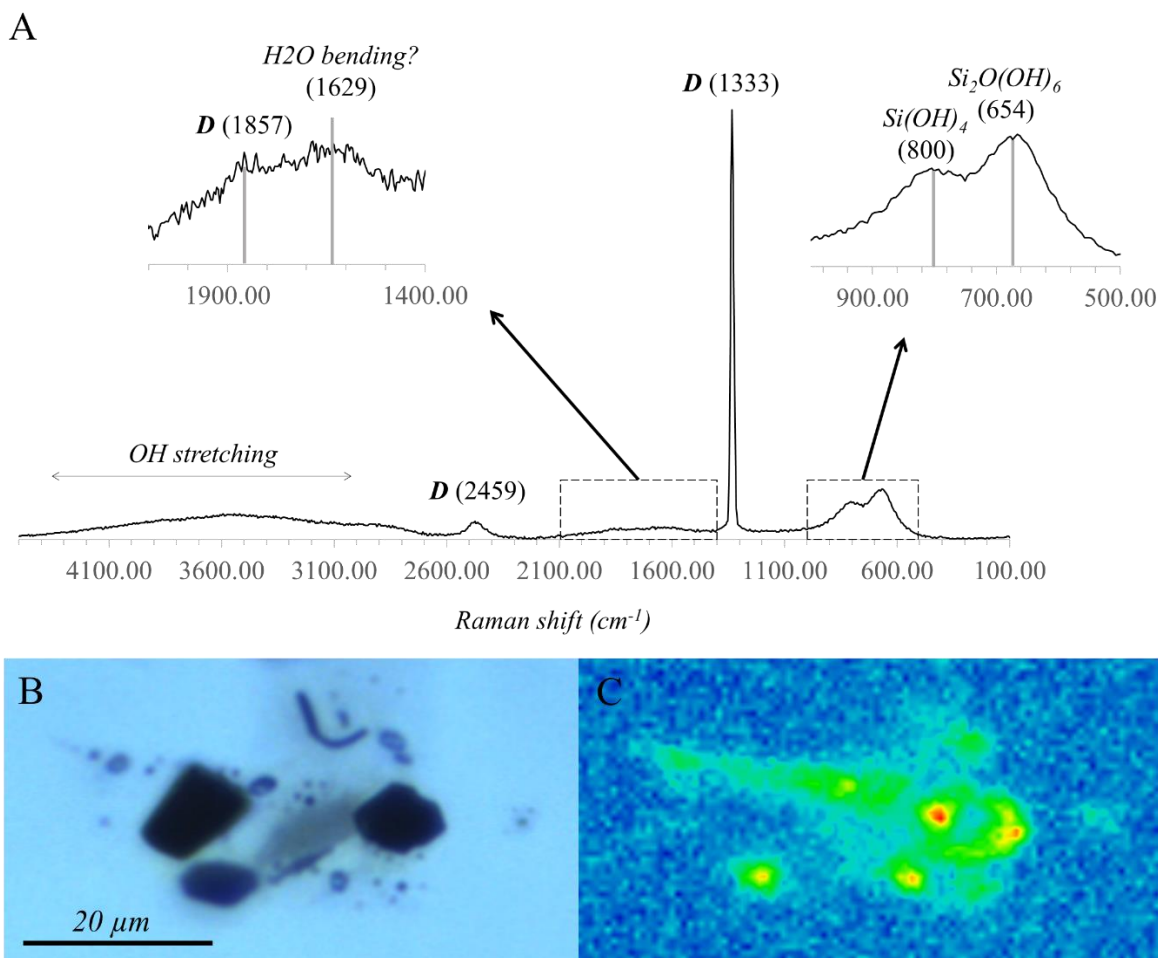 A
H2O bending?
(1629)
D (1857)
1900.00 1400.00
D (1333)
Si2O(OH)6
(654)
Si(OH)4
(800)
900.00 700.00 500.00
OH stretching
D (2459)
4100.00 3600.00 3100.00 2600.00 2100.00 1600.00 1100.00 600.00 100.00
Raman shift (cm-1)
B
20 µm
C